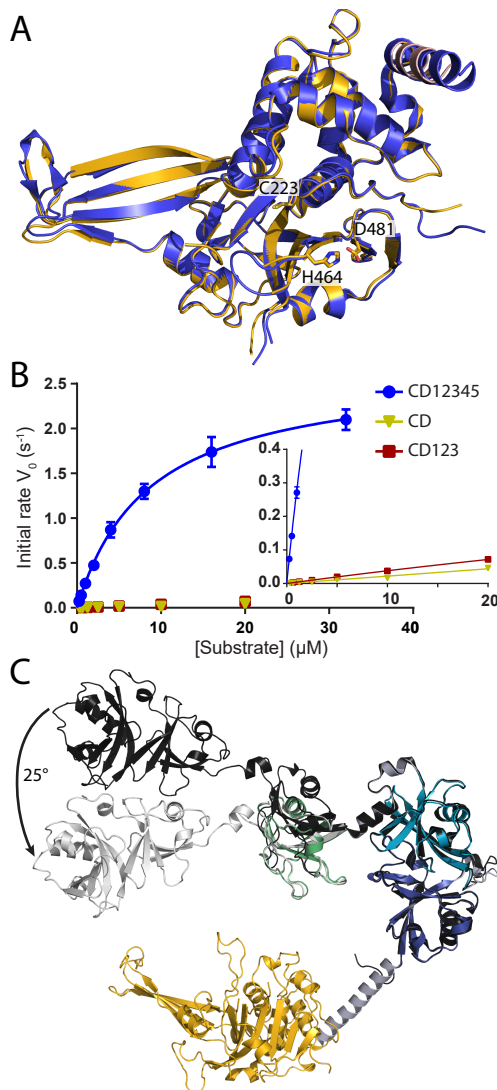 A
C223
D481
H464
B
Initial rate V₀ (s⁻¹)
2.5
2.0
1.5
1.0
0.5
0.0
0
10
20
30
40
[Substrate] (µM)
CD12345
CD
CD123
0.4
0.3
0.2
0.1
0.0
0
10
20
C
25°